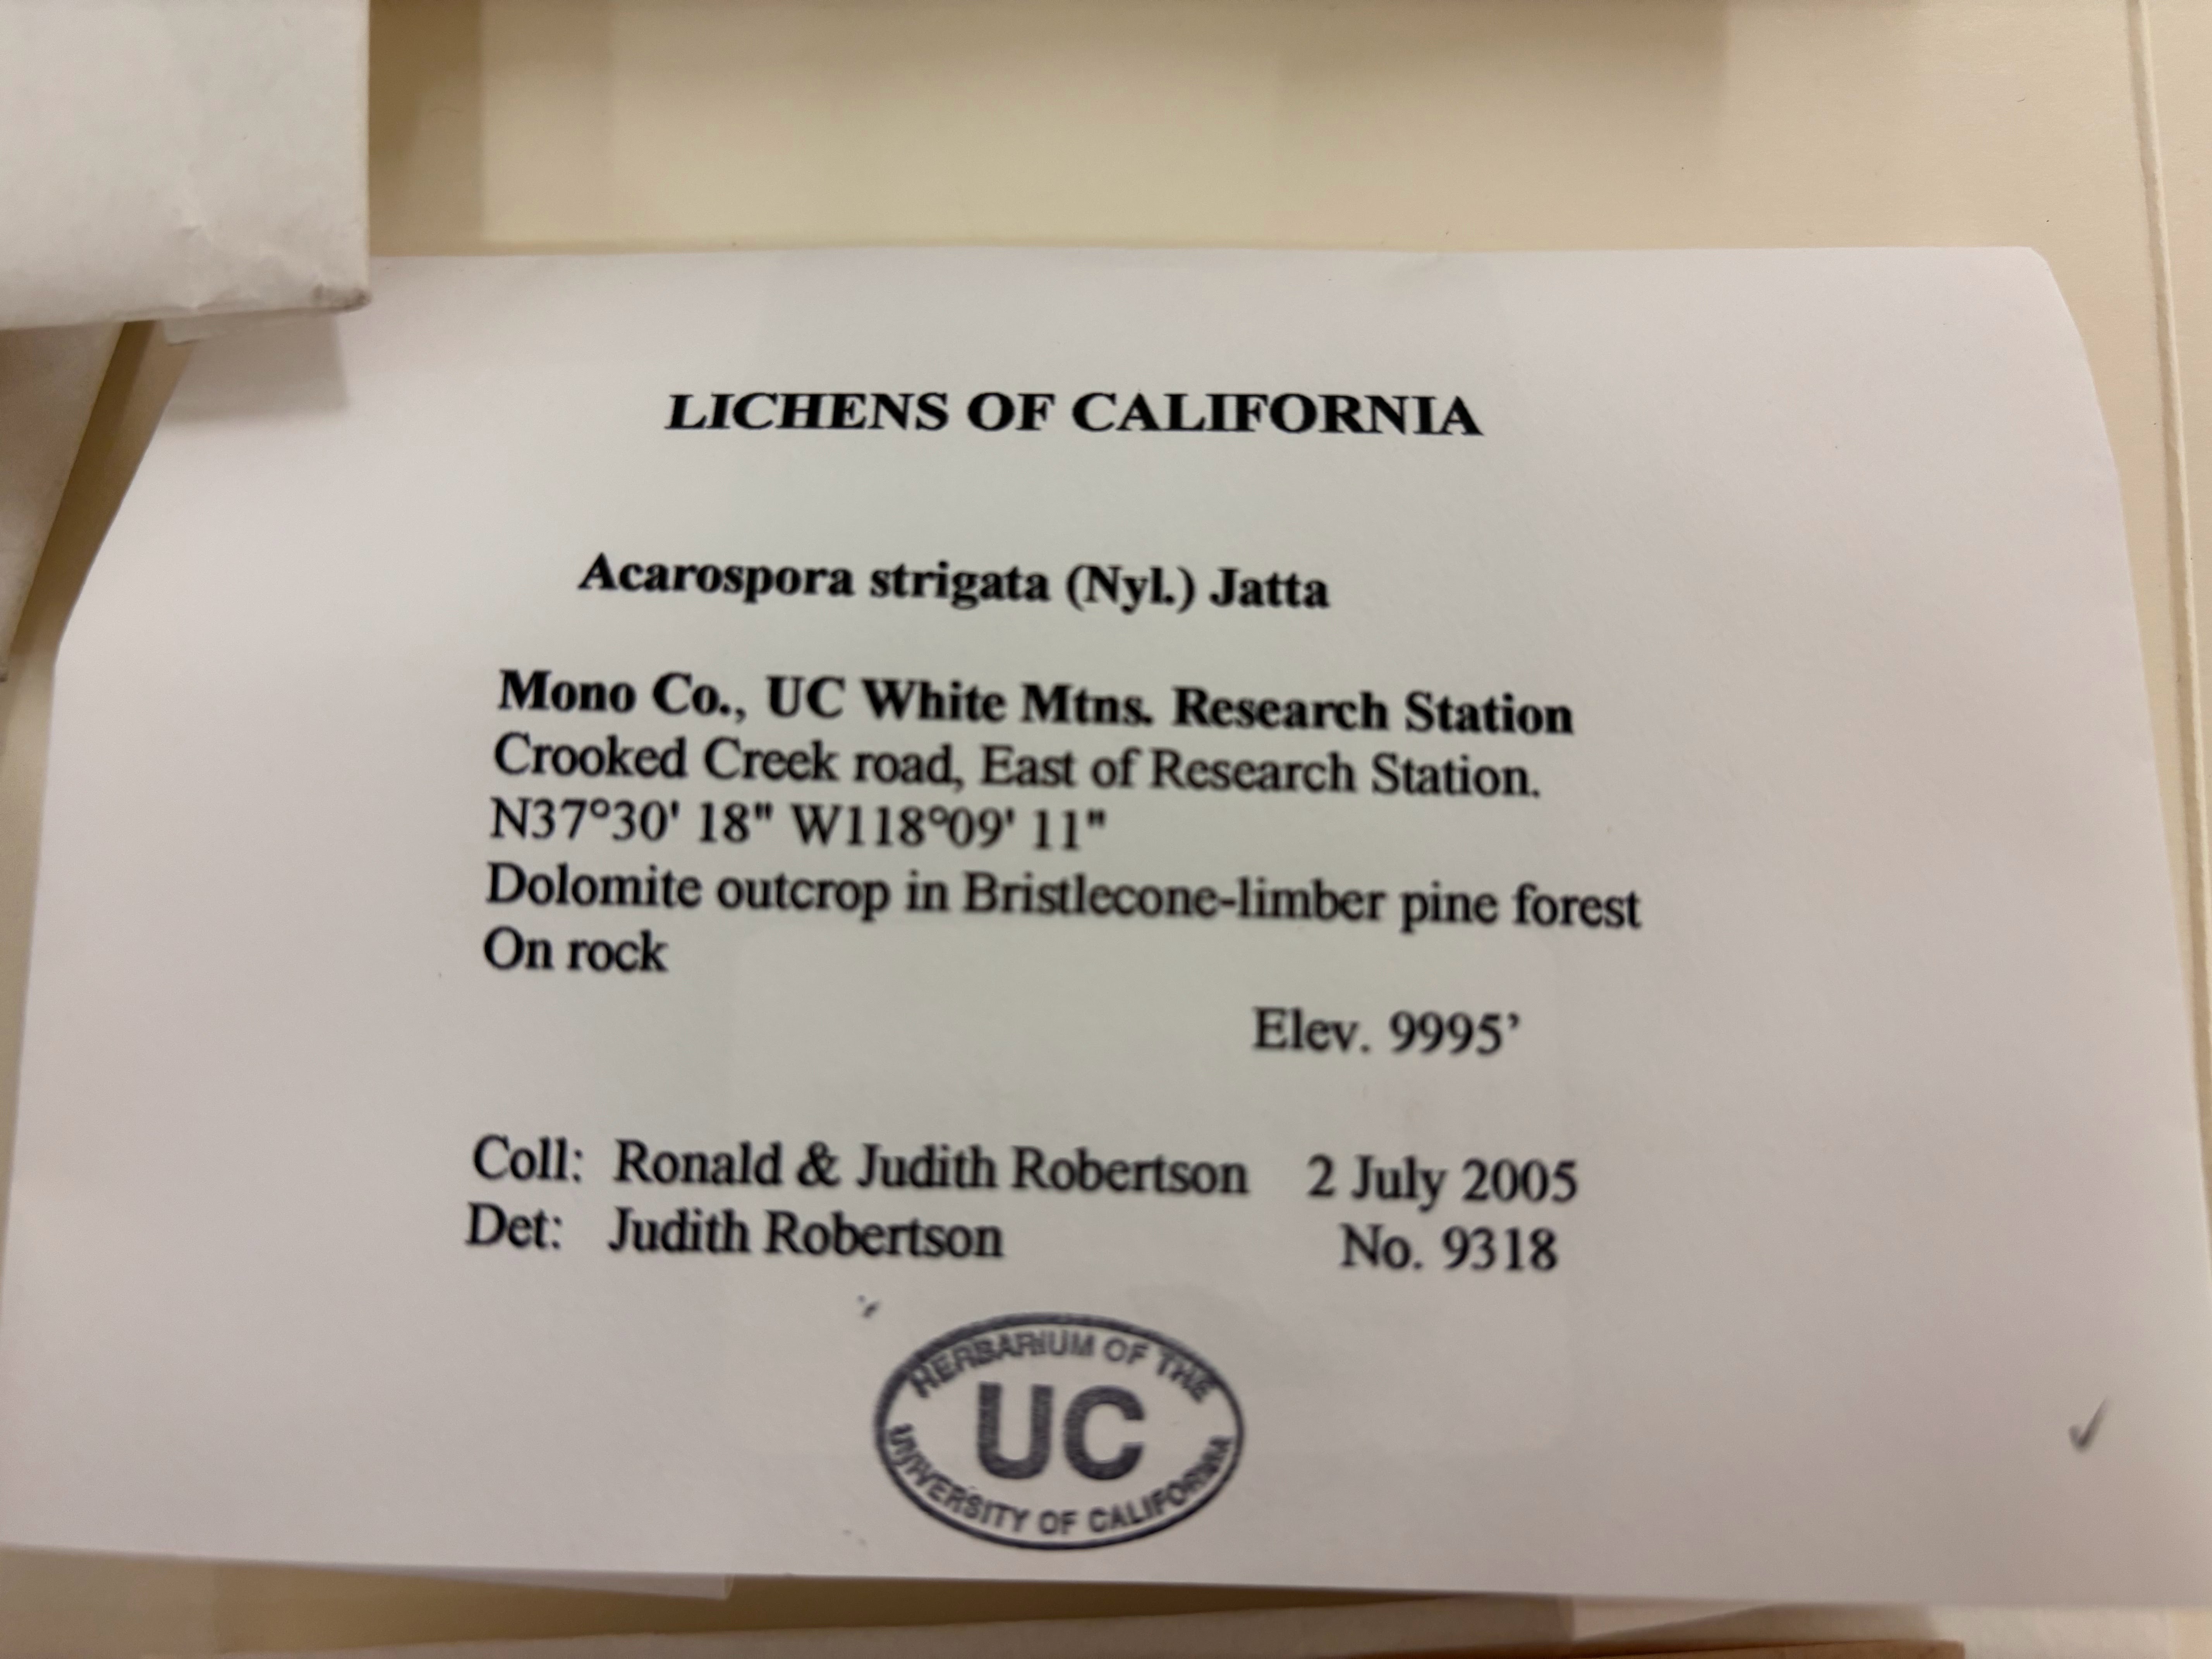 LICHENS OF CALIFORNIA
Acarospora strigata (Nyl.) Jatta
Mono Co., UC White Mtns. Research Station
Crooked Creek road, East of Research Station.
N37°30' 18" W118°09' 11"
Dolomite outcrop in Bristlecone-limber pine forest
On rock
Elev. 9995’
Coll: Ronald & Judith Robertson 2 July 2005
Det: Judith Robertson No. 9318
HERBARIUM OF THE
UC
UNIVERSITY OF CALIFORNIA